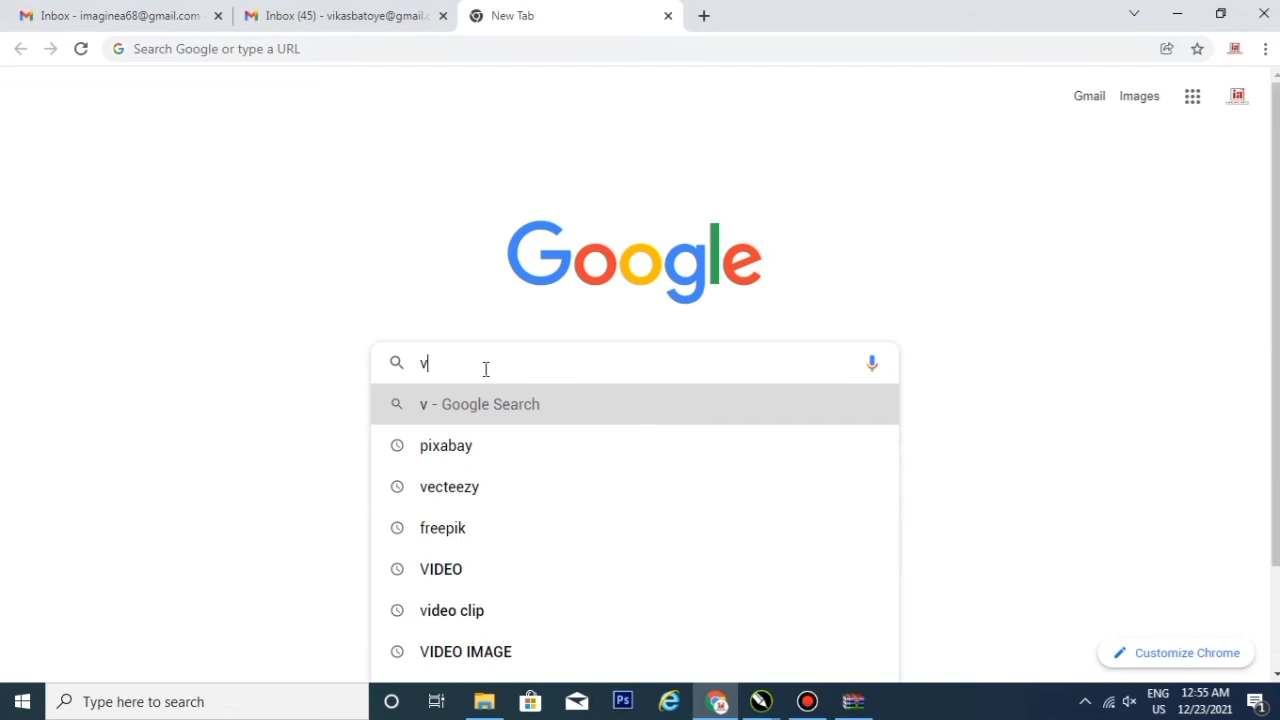 Inbox - imaginea68@gmail.com
Inbox (45) - vikasbatoye@gmail.c
New Tab
Search Google or type a URL
Gmail Images
Google
v
v - Google Search
pixabay
vecteezy
freepik
VIDEO
video clip
VIDEO IMAGE
Customize Chrome
Type here to search
Ps
ENG 12:55 AM
US 12/23/2021
1